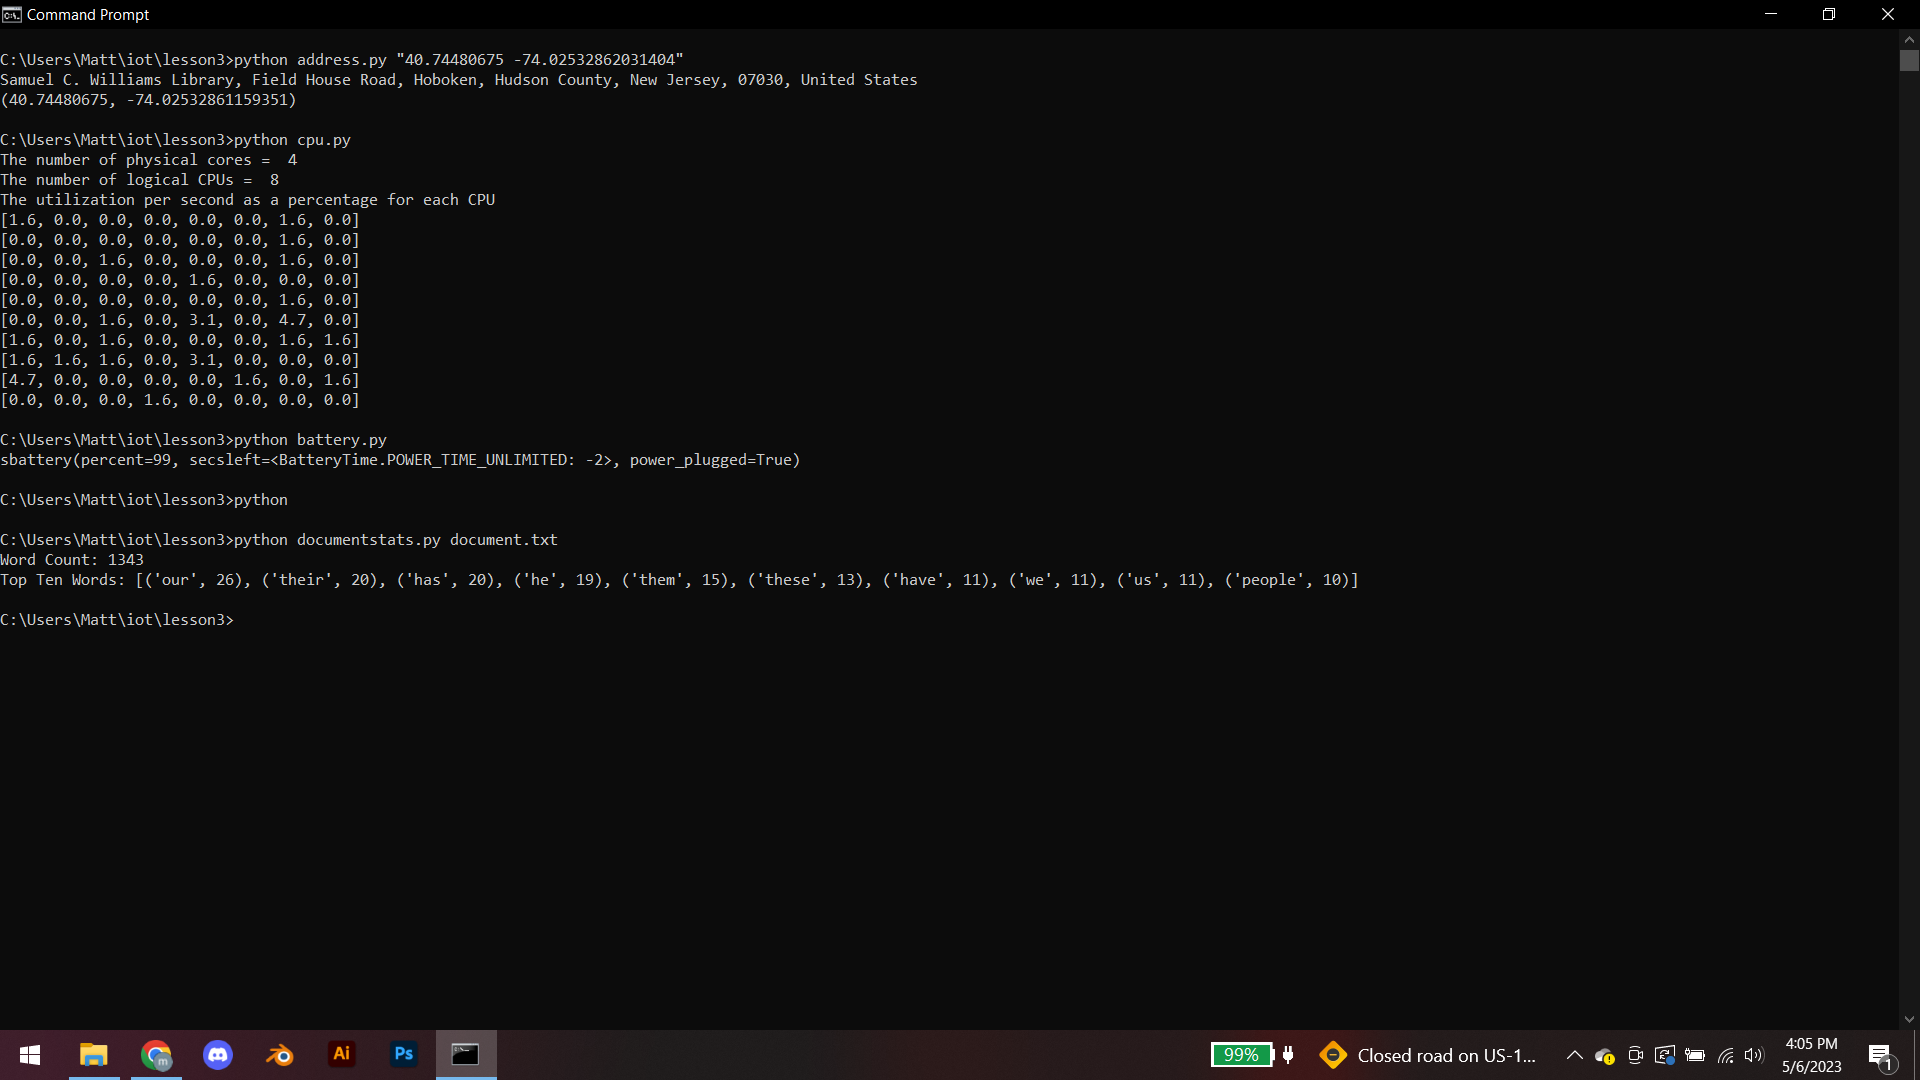 Command Prompt
C:\Users\Matt\iot\lesson3>python address.py "40.74480675 -74.02532862031404"
Samuel C. Williams Library, Field House Road, Hoboken, Hudson County, New Jersey, 07030, United States
(40.74480675, -74.02532861159351)
C:\Users\Matt\iot\lesson3>python cpu.py
The number of physical cores =  4
The number of logical CPUs =  8
The utilization per second as a percentage for each CPU
[1.6, 0.0, 0.0, 0.0, 0.0, 0.0, 1.6, 0.0]
[0.0, 0.0, 0.0, 0.0, 0.0, 0.0, 1.6, 0.0]
[0.0, 0.0, 1.6, 0.0, 0.0, 0.0, 1.6, 0.0]
[0.0, 0.0, 0.0, 0.0, 1.6, 0.0, 0.0, 0.0]
[0.0, 0.0, 0.0, 0.0, 0.0, 0.0, 1.6, 0.0]
[0.0, 0.0, 1.6, 0.0, 3.1, 0.0, 4.7, 0.0]
[1.6, 0.0, 1.6, 0.0, 0.0, 0.0, 1.6, 1.6]
[1.6, 1.6, 1.6, 0.0, 3.1, 0.0, 0.0, 0.0]
[4.7, 0.0, 0.0, 0.0, 0.0, 1.6, 0.0, 1.6]
[0.0, 0.0, 0.0, 1.6, 0.0, 0.0, 0.0, 0.0]
C:\Users\Matt\iot\lesson3>python battery.py
sbattery(percent=99, secsleft=<BatteryTime.POWER_TIME_UNLIMITED: -2>, power_plugged=True)
C:\Users\Matt\iot\lesson3>python
C:\Users\Matt\iot\lesson3>python documentstats.py document.txt
Word Count: 1343
Top Ten Words: [('our', 26), ('their', 20), ('has', 20), ('he', 19), ('them', 15), ('these', 13), ('have', 11), ('we', 11), ('us', 11), ('people', 10)]
C:\Users\Matt\iot\lesson3>
m
Ai
Ps
99%
Closed road on US-1...
4:05 PM
5/6/2023
1